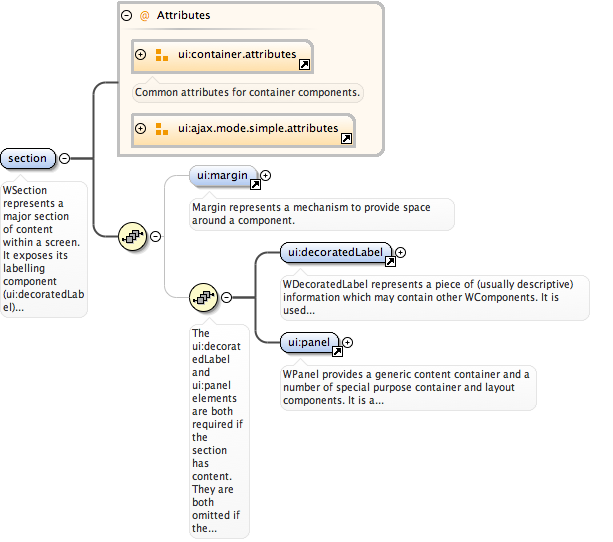 @ Attributes
ui:container.attributes
Common attributes for container components.
ui:ajax.mode.simple.attributes
section
WSection
represents a
major section
of content
within a screen.
It exposes its
labelling
component
(ui:decoratedLab
el)...
ui:margin
Margin represents a mechanism to provide space
around a component.
ui:decoratedLabel
WDecoratedLabel represents a piece of (usually descriptive)
information which may contain other WComponents. It is
used...
ui:panel
WPanel provides a generic content container and a
number of special purpose container and layout
components. It is a...
The
ui:decorat
edLabel
and
ui:panel
elements
are both
required if
the
section
has
content.
They are
both
omitted if
the...